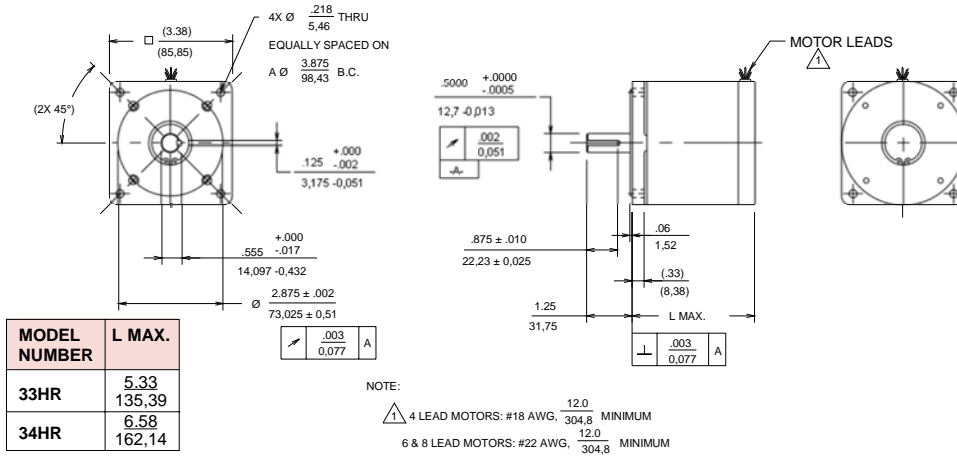 4X Ø .218 THRU
5,46
EQUALLY SPACED ON
A Ø 3.875 B.C.
98,43
□ (3.38)
(85,85)
(2X 45°)
+.000
.125 -.002
3,175 -0,051
+.000
.555 -.017
14,097 -0,432
Ø 2.875 ± .002
73,025 ± 0,51
.003 A
0,077
MOTOR LEADS
1
.5000 +.0000
-.0005
12,7 -0,013
.002
0,051
-A-
.875 ± .010
22,23 ± 0,025
1.25
31,75
.06
1,52
(.33)
(8,38)
L MAX.
⊥ .003 A
0,077
MODEL NUMBER L MAX.
33HR 5.33
135,39
34HR 6.58
162,14
NOTE:
1 4 LEAD MOTORS: #18 AWG, 12.0 MINIMUM
304,8
6 & 8 LEAD MOTORS: #22 AWG, 12.0 MINIMUM
304,8